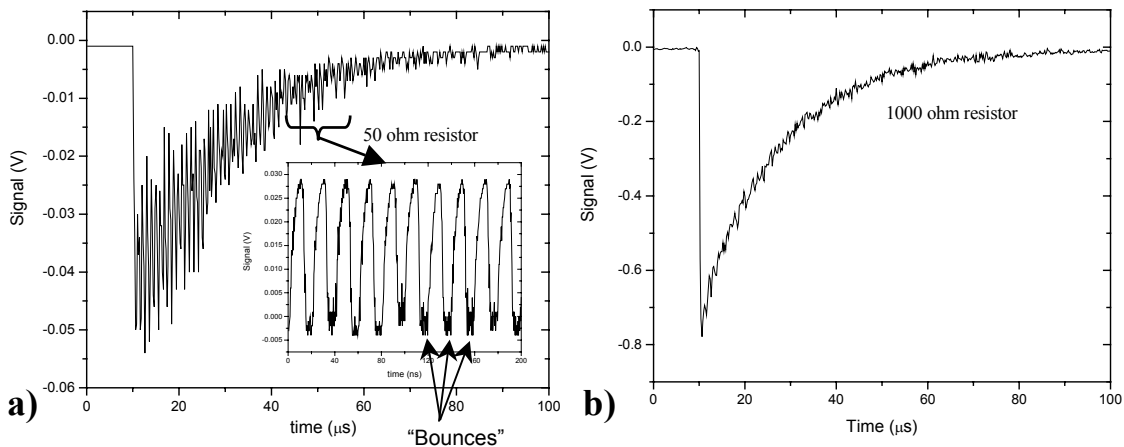 0.00
-0.01
-0.02
-0.03
-0.04
-0.05
-0.06
Signal (V)
0 20 40 60 80 100
time (μs)
a)
50 ohm resistor
0.030
0.025
0.020
0.015
0.010
0.005
0.000
-0.005
Signal (V)
0 40 80 120 160 200
time (ns)
“Bounces”
0.0
-0.2
-0.4
-0.6
-0.8
Signal (V)
0 20 40 60 80 100
Time (μs)
b)
1000 ohm resistor